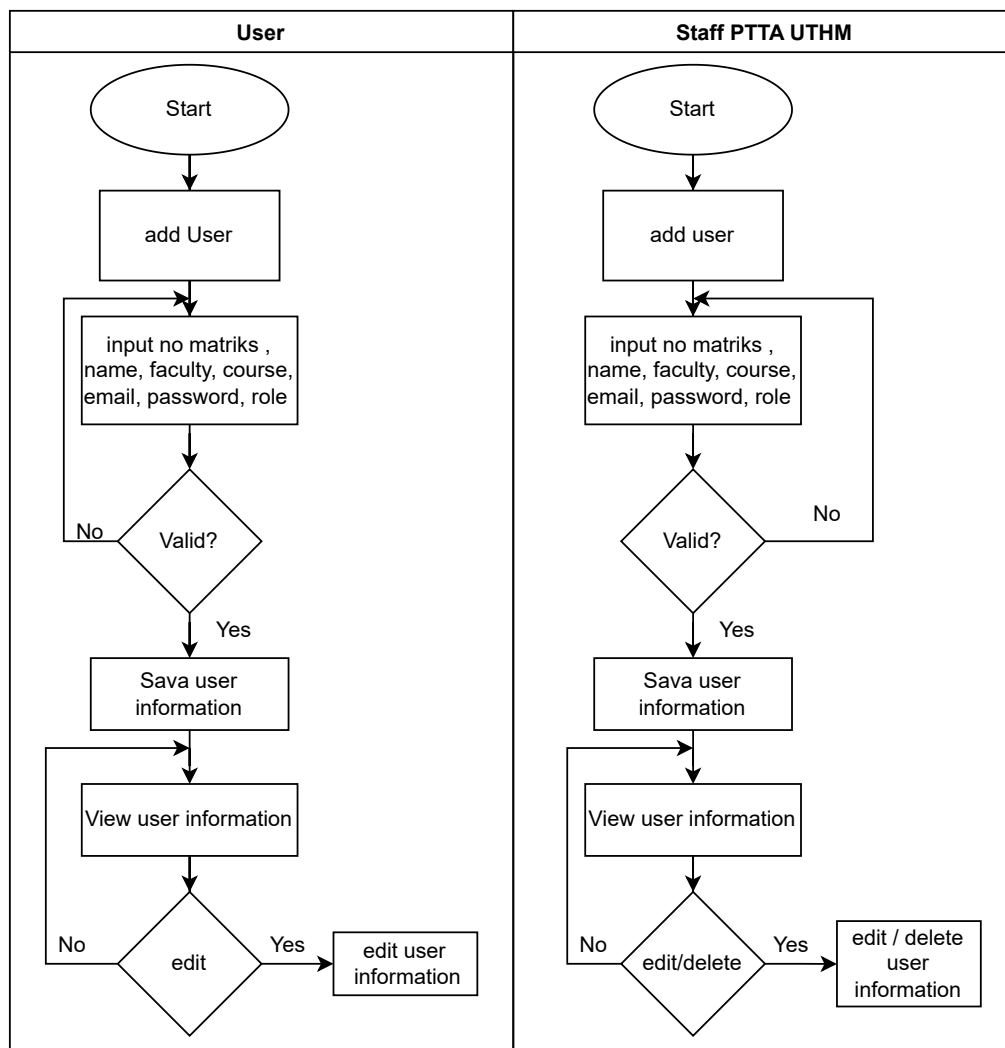 User
Start
add User
input no matriks ,
name, faculty, course,
email, password, role
No
Valid?
Yes
Sava user
information
View user information
No
edit
Yes
edit user
information
Staff PTTA UTHM
Start
add user
input no matriks ,
name, faculty, course,
email, password, role
No
Valid?
Yes
Sava user
information
View user information
No
edit/delete
Yes
edit / delete
user
information